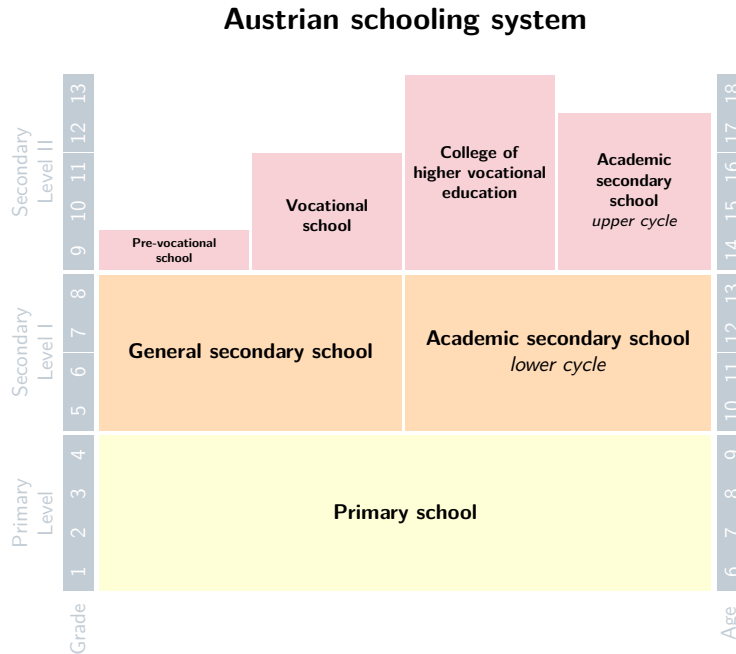 Austrian schooling system
Secondary
Level II
13
12
11
10
9
Pre-vocational
school
Vocational
school
College of
higher vocational
education
Academic
secondary
school
upper cycle
18
17
16
15
14
Secondary
Level I
8
7
6
5
General secondary school
Academic secondary school
lower cycle
13
12
11
10
Primary
Level
4
3
2
1
Primary school
9
8
7
6
Grade
Age